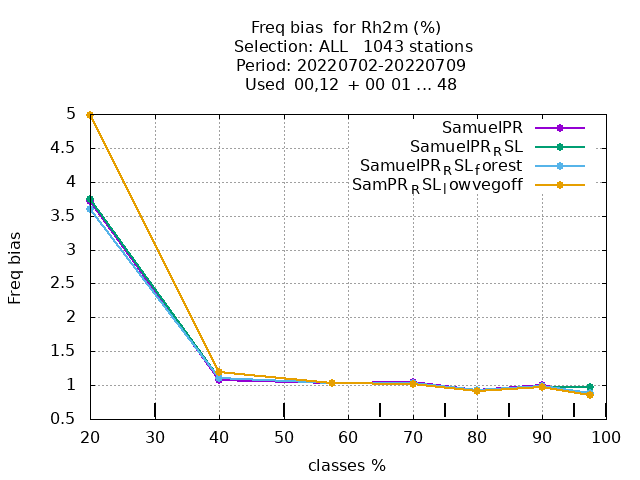 Freq bias for Rh2m (%)
Selection: ALL 1043 stations
Period: 20220702-20220709
Used 00,12 + 00 01 ... 48
SamuelPR
SamuelPR_RSL
SamuelPR_RSL_forest
SamPR_RSL_lowvegoff
Freq bias
5
4.5
4
3.5
3
2.5
2
1.5
1
0.5
20 30 40 50 60 70 80 90 100
classes %